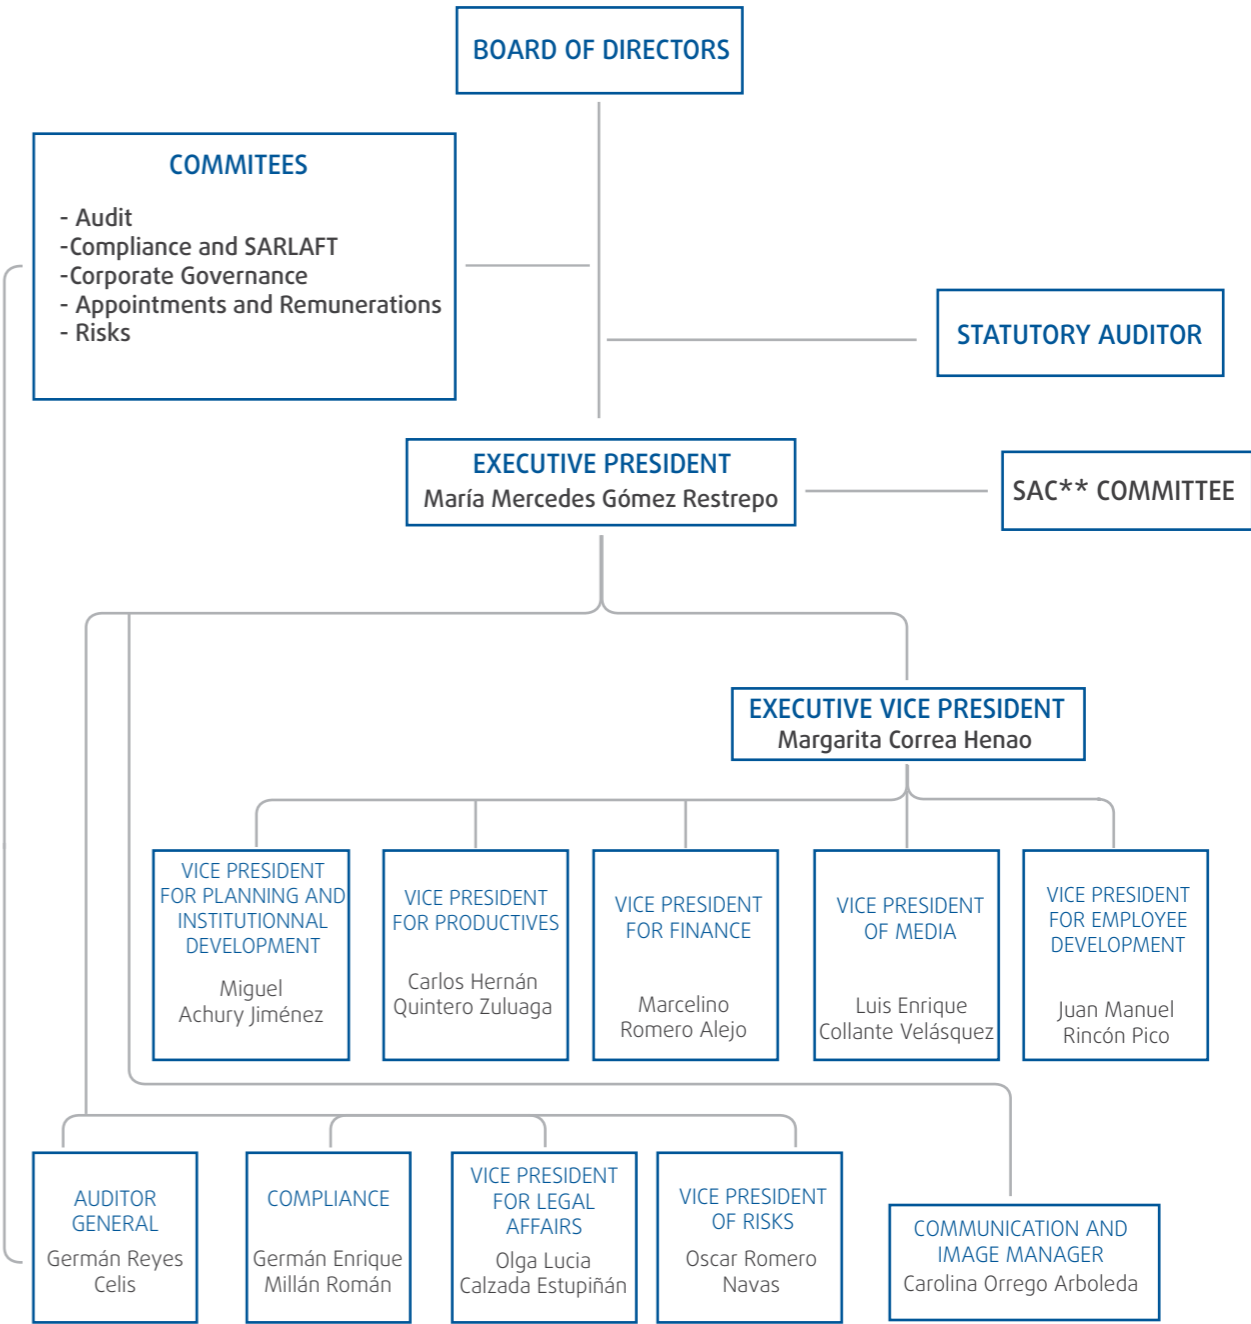 BOARD OF DIRECTORS
COMMITEES
- Audit
-Compliance and SARLAFT
-Corporate Governance
- Appointments and Remunerations
- Risks
STATUTORY AUDITOR
EXECUTIVE PRESIDENT
María Mercedes Gómez Restrepo
SAC** COMMITTEE
EXECUTIVE VICE PRESIDENT
Margarita Correa Henao
VICE PRESIDENT
FOR PLANNING AND
INSTITUTIONNAL
DEVELOPMENT
Miguel
Achury Jiménez
VICE PRESIDENT
FOR PRODUCTIVES
Carlos Hernán
Quintero Zuluaga
VICE PRESIDENT
FOR FINANCE
Marcelino
Romero Alejo
VICE PRESIDENT
OF MEDIA
Luis Enrique
Collante Velásquez
VICE PRESIDENT
FOR EMPLOYEE
DEVELOPMENT
Juan Manuel
Rincón Pico
AUDITOR
GENERAL
Germán Reyes
Celis
COMPLIANCE
Germán Enrique
Millán Román
VICE PRESIDENT
FOR LEGAL
AFFAIRS
Olga Lucia
Calzada Estupiñán
VICE PRESIDENT
OF RISKS
Oscar Romero
Navas
COMMUNICATION AND
IMAGE MANAGER
Carolina Orrego Arboleda